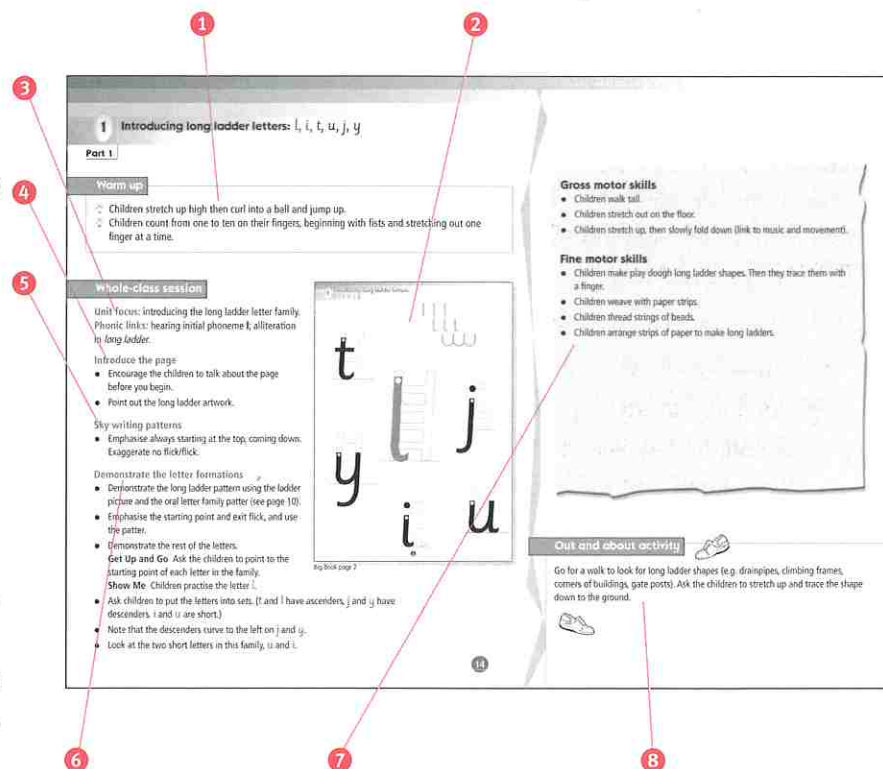 1
2
3
4
5
6
7
8
1 Introducing long ladder letters: l, i, t, u, j, y
Part 1
Warm up
Children stretch up high then curl into a ball and jump up.
Children count from one to ten on their fingers, beginning with fists and stretching out one
finger at a time.
Whole-class session
Unit focus: introducing the long ladder letter family.
Phonic links: hearing initial phoneme l; alliteration
in long ladder.
Introduce the page
• Encourage the children to talk about the page
before you begin.
• Point out the long ladder artwork.
Sky writing patterns
• Emphasise always starting at the top, coming down.
Exaggerate no flick/flick.
Demonstrate the letter formations
• Demonstrate the long ladder pattern using the ladder
picture and the oral letter family patter (see page 10).
• Emphasise the starting point and exit flick, and use
the patter.
• Demonstrate the rest of the letters.
Get Up and Go Ask the children to point to the
starting point of each letter in the family.
Show Me Children practise the letter l.
• Ask children to put the letters into sets. (t and l have ascenders, j and y have
descenders, i and u are short.)
• Note that the descenders curve to the left on j and y.
• Look at the two short letters in this family, u and i.
Introducing long ladder letters
t
l
j
y
i
u
Big Book page 2
14
Gross motor skills
• Children walk tall.
• Children stretch out on the floor.
• Children stretch up, then slowly fold down (link to music and movement).
Fine motor skills
• Children make play dough long ladder shapes. Then they trace them with
a finger.
• Children weave with paper strips.
• Children thread strings of beads.
• Children arrange strips of paper to make long ladders.
Out and about activity
Go for a walk to look for long ladder shapes (e.g. drainpipes, climbing frames,
corners of buildings, gate posts). Ask the children to stretch up and trace the shape
down to the ground.